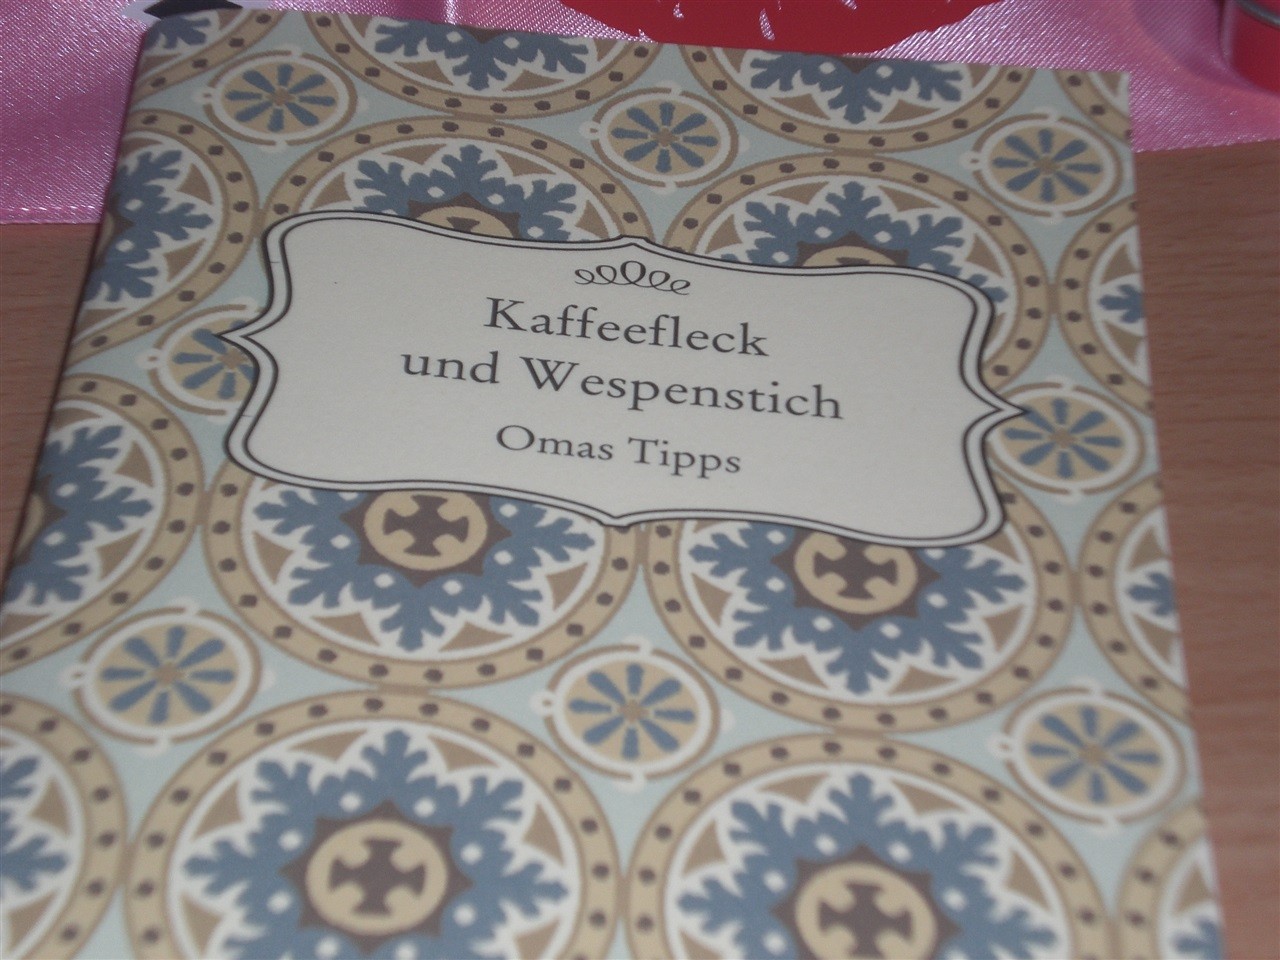 Kaffeefleck
und Wespenstich
Omas Tipps